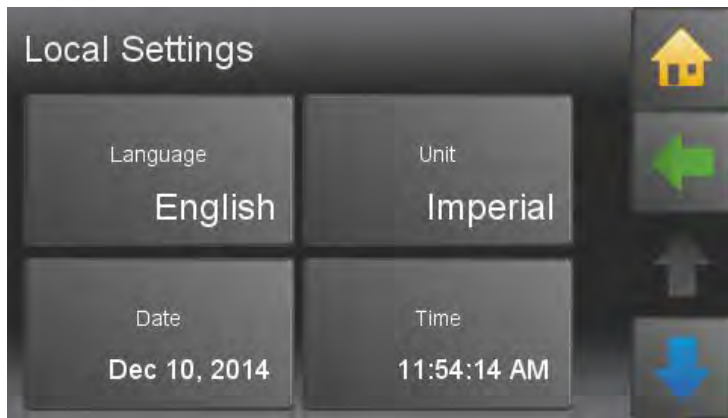 Local Settings
Language
English
Unit
Imperial
Date
Dec 10, 2014
Time
11:54:14 AM